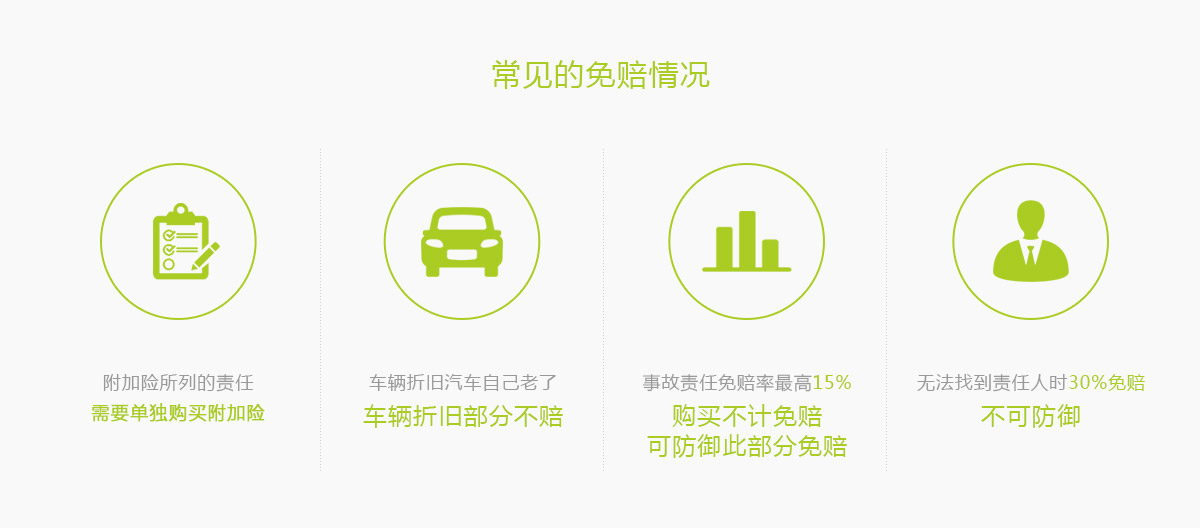 常见的免赔情况
附加险所列的责任
需要单独购买附加险
车辆折旧汽车自己老了
车辆折旧部分不赔
事故责任免赔率最高15%
购买不计免赔
可防御此部分免赔
无法找到责任人时30%免赔
不可防御